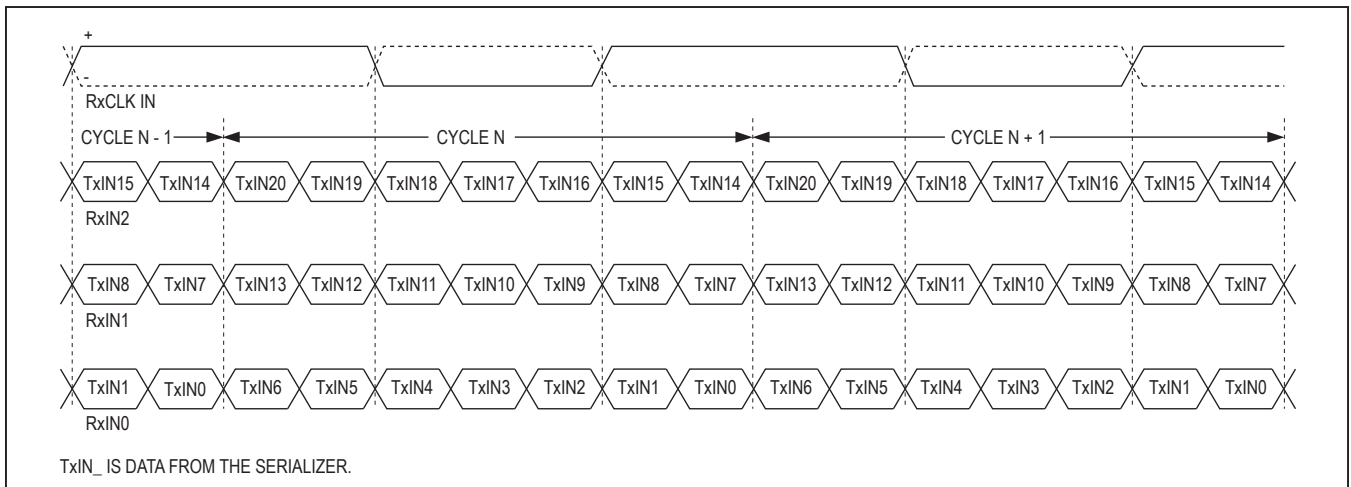 +
-
RxCLK IN
CYCLE N - 1 CYCLE N CYCLE N + 1
TxIN15 TxIN14 TxIN20 TxIN19 TxIN18 TxIN17 TxIN16 TxIN15 TxIN14 TxIN20 TxIN19 TxIN18 TxIN17 TxIN16 TxIN15 TxIN14
RxIN2
TxIN8 TxIN7 TxIN13 TxIN12 TxIN11 TxIN10 TxIN9 TxIN8 TxIN7 TxIN13 TxIN12 TxIN11 TxIN10 TxIN9 TxIN8 TxIN7
RxIN1
TxIN1 TxIN0 TxIN6 TxIN5 TxIN4 TxIN3 TxIN2 TxIN1 TxIN0 TxIN6 TxIN5 TxIN4 TxIN3 TxIN2 TxIN1 TxIN0
RxIN0
TxIN_ IS DATA FROM THE SERIALIZER.